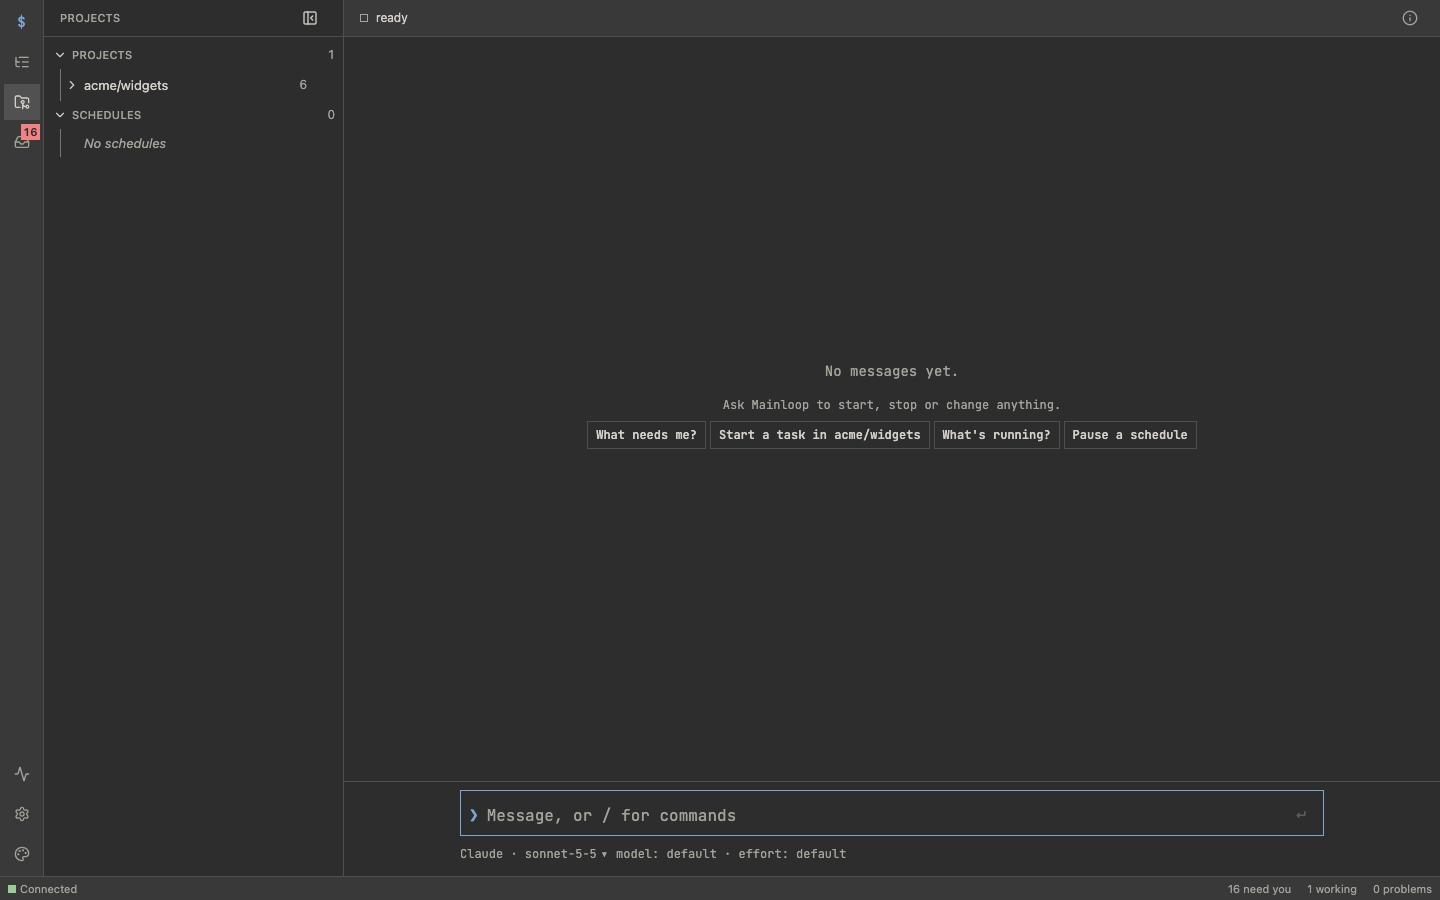 $
PROJECTS
ready
PROJECTS 1
acme/widgets 6
SCHEDULES 0
16
No schedules
No messages yet.
Ask Mainloop to start, stop or change anything.
What needs me? Start a task in acme/widgets What's running? Pause a schedule
❯ Message, or / for commands ↵
Claude · sonnet-5-5 ▾ model: default · effort: default
Connected 16 need you 1 working 0 problems